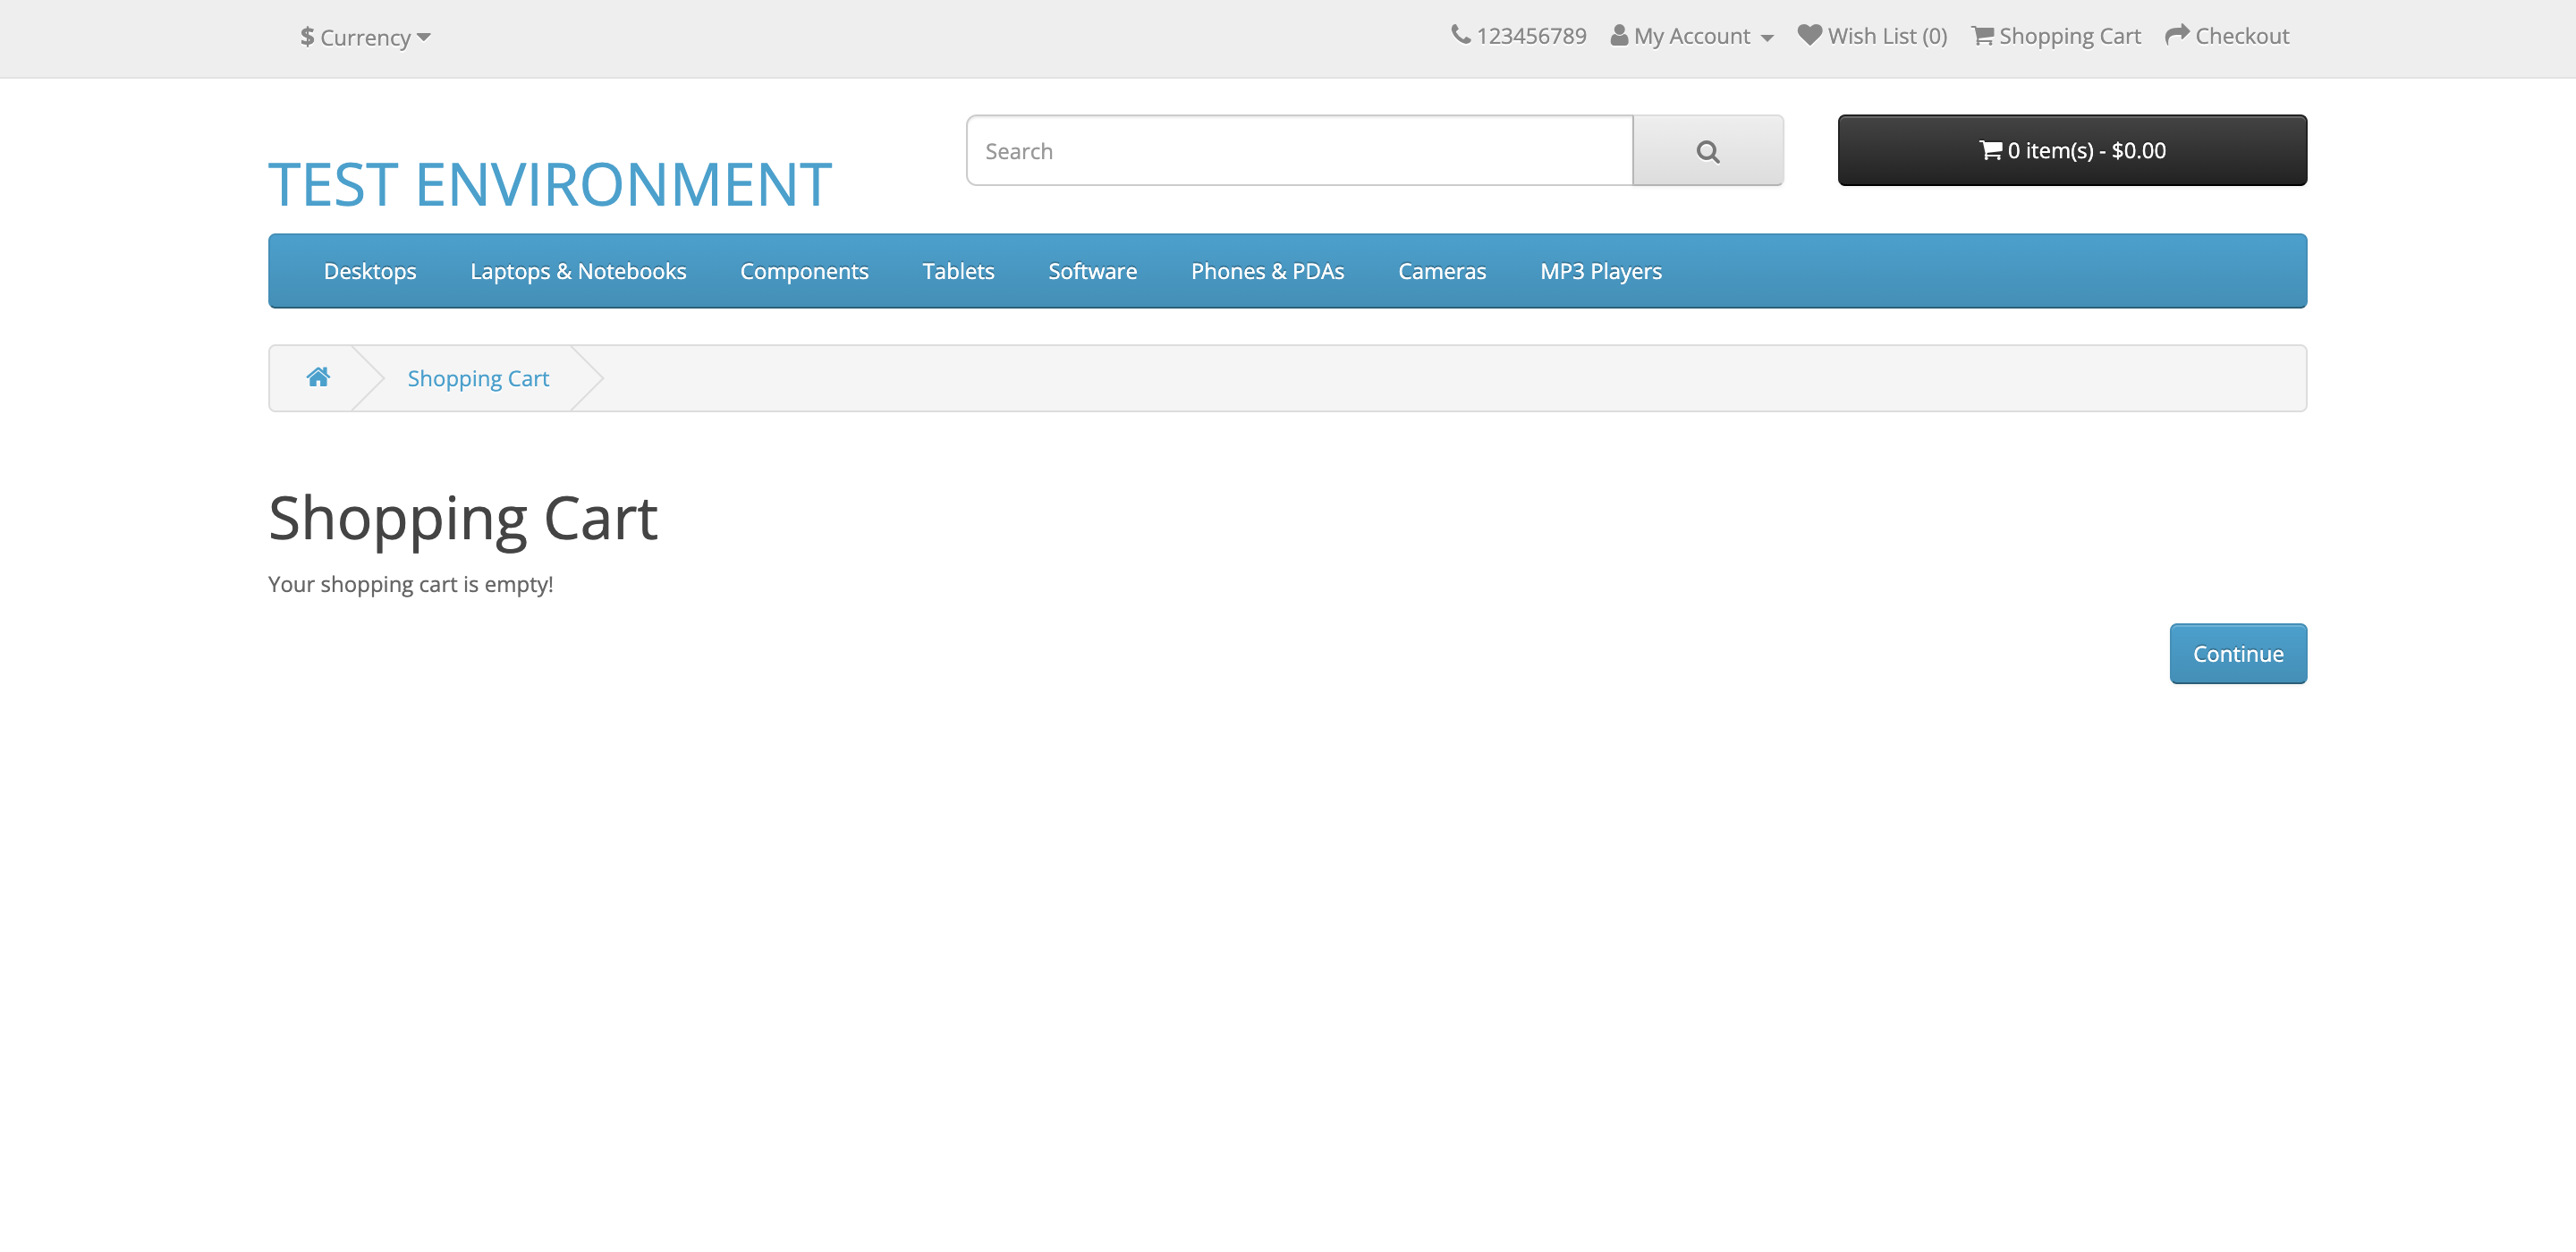 $ Currency
123456789 My Account Wish List (0) Shopping Cart Checkout
TEST ENVIRONMENT
Search
0 item(s) - $0.00
Desktops Laptops & Notebooks Components Tablets Software Phones & PDAs Cameras MP3 Players
Shopping Cart
Shopping Cart
Your shopping cart is empty!
Continue